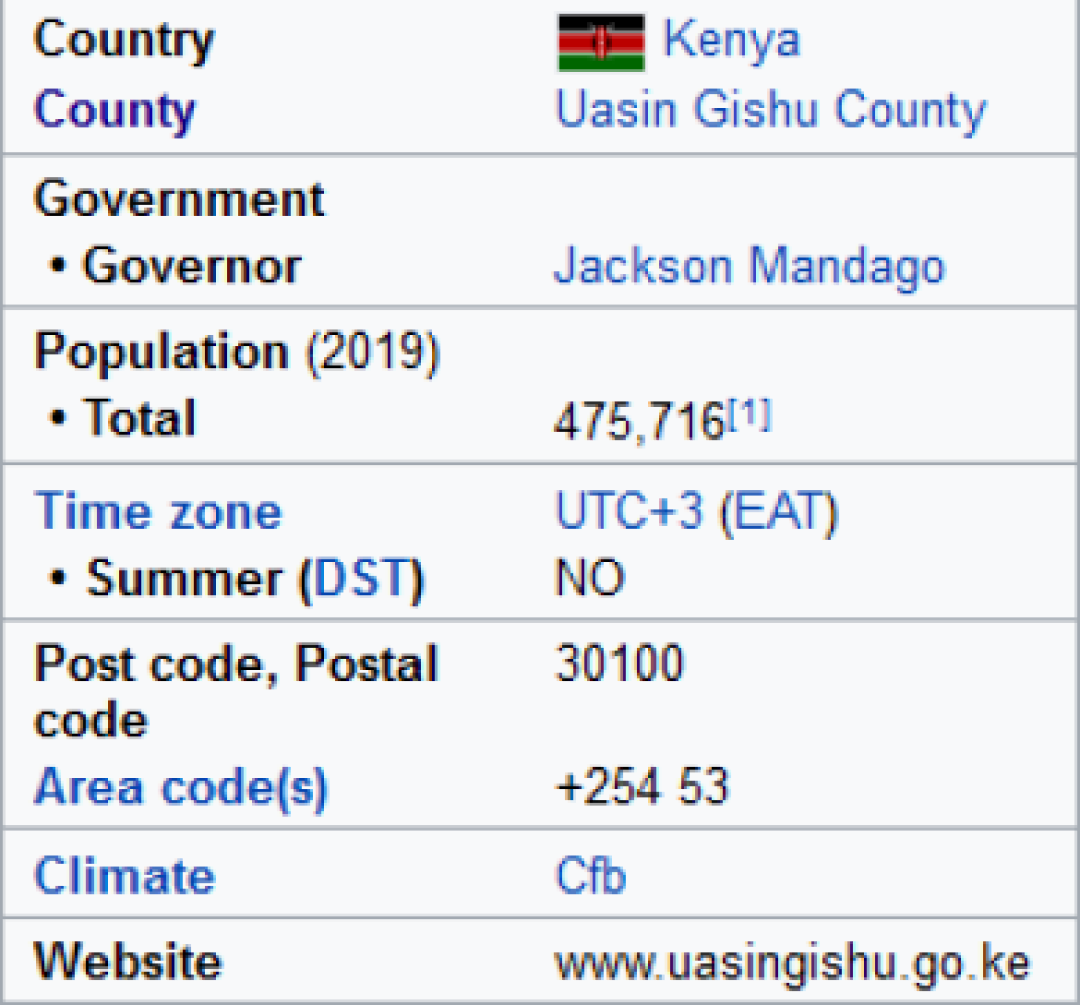 Country Kenya
County Uasin Gishu County
Government
• Governor Jackson Mandago
Population (2019)
• Total 475,716[1]
Time zone UTC+3 (EAT)
• Summer (DST) NO
Post code, Postal code 30100
Area code(s) +254 53
Climate Cfb
Website www.uasingishu.go.ke